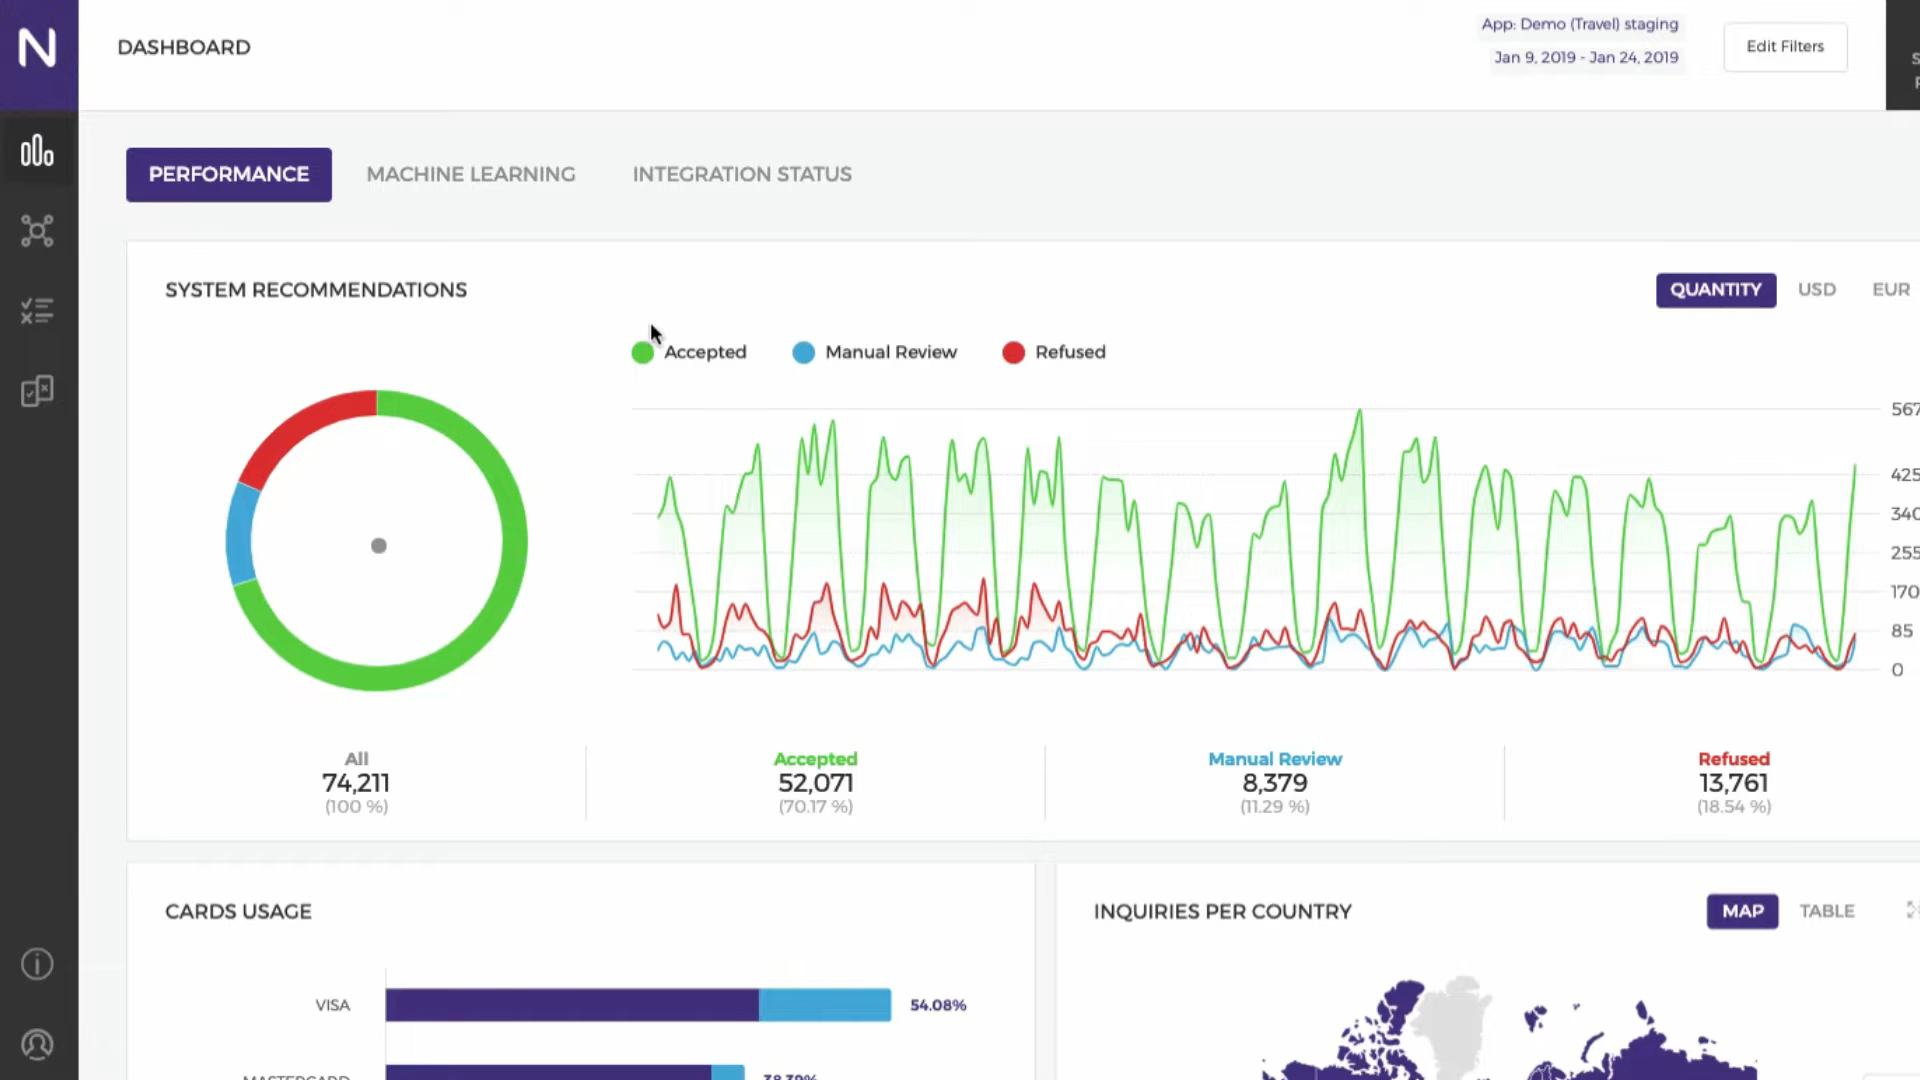 N
DASHBOARD
App: Demo (Travel) staging
Jan 9, 2019 - Jan 24, 2019
Edit Filters
PERFORMANCE
MACHINE LEARNING
INTEGRATION STATUS
SYSTEM RECOMMENDATIONS
QUANTITY
USD
EUR
Accepted
Manual Review
Refused
567
425
340
255
170
85
0
All
74,211
(100 %)
Accepted
52,071
(70.17 %)
Manual Review
8,379
(11.29 %)
Refused
13,761
(18.54 %)
CARDS USAGE
VISA
54.08%
MASTERCARD
38.39%
INQUIRIES PER COUNTRY
MAP
TABLE